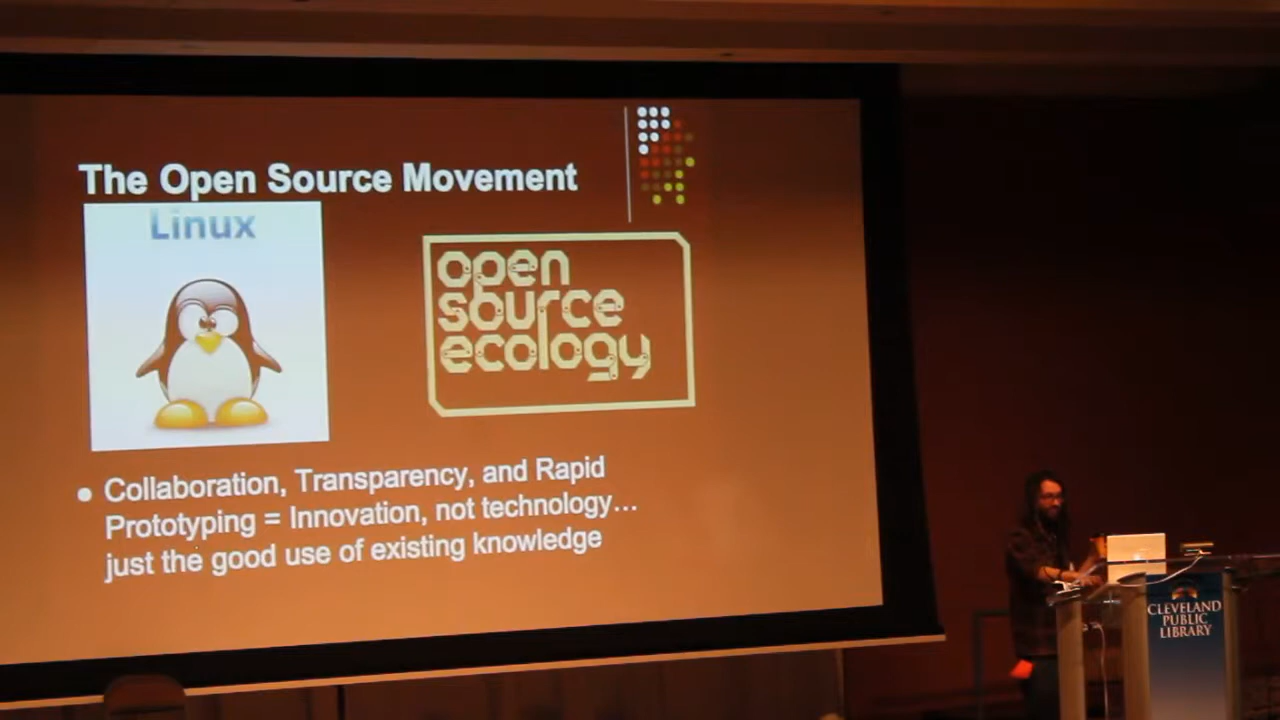 The Open Source Movement
Linux
open
source
ecology
• Collaboration, Transparency, and Rapid
Prototyping = Innovation, not technology...
just the good use of existing knowledge
CLEVELAND
PUBLIC
LIBRARY